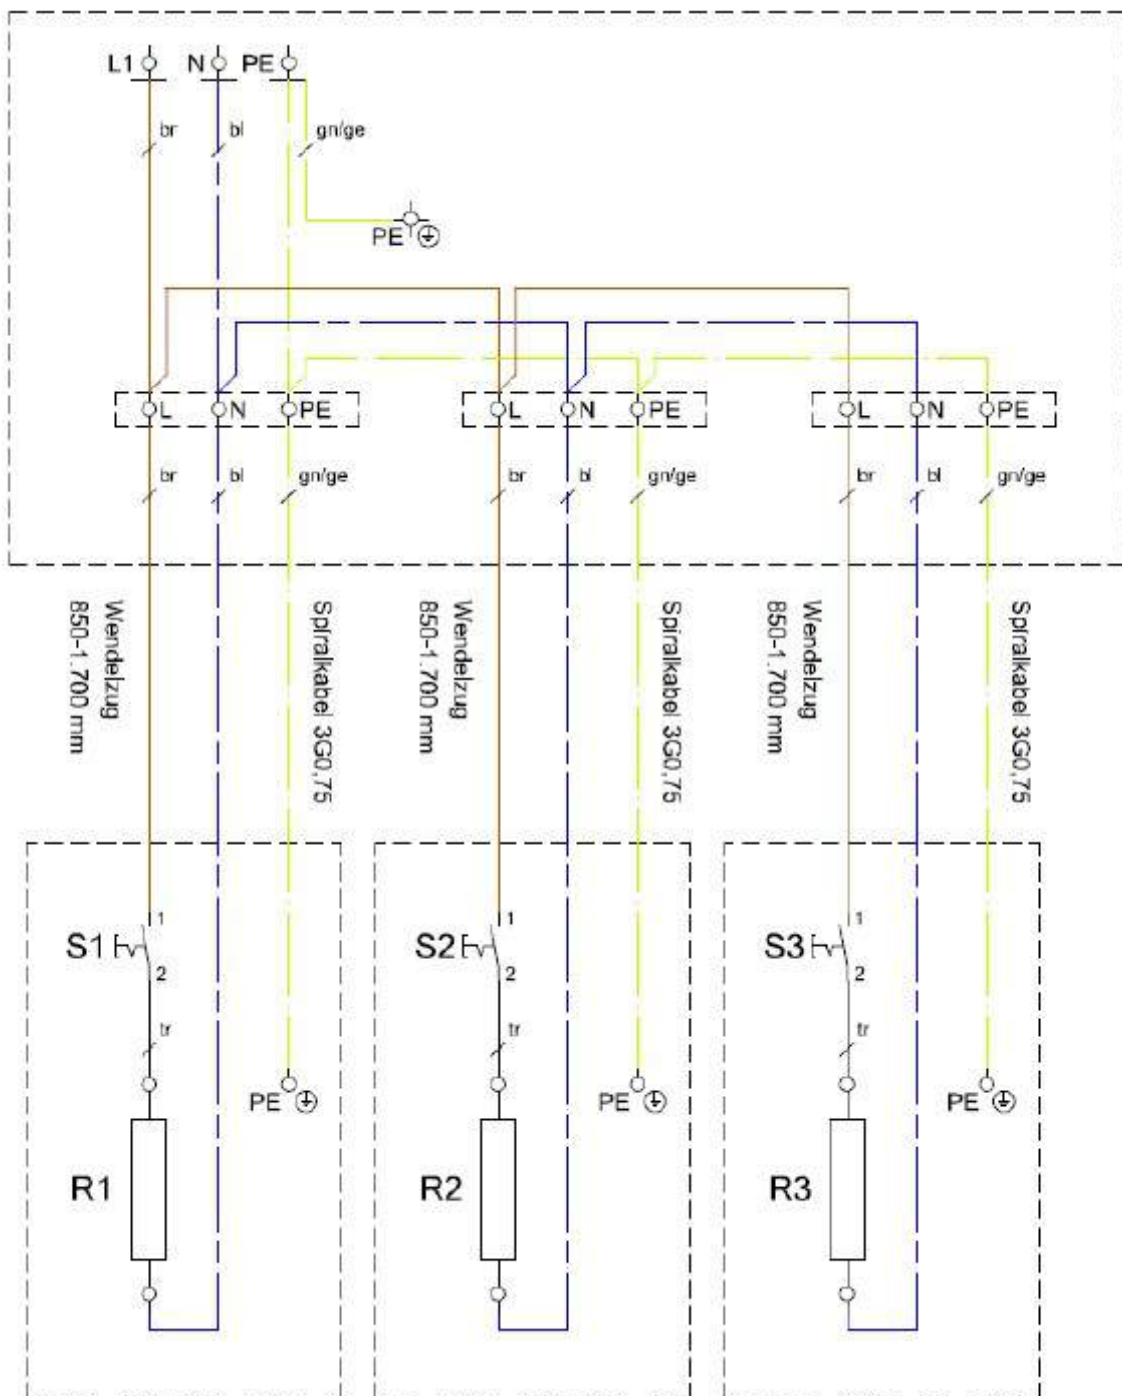 L1 N PE
br bl gn/ge
PE
L N PE L N PE L N PE
br bl gn/ge br bl gn/ge br bl gn/ge
Wendelzug
850-1.700 mm
Spiralkabel 3G0,75
Wendelzug
850-1.700 mm
Spiralkabel 3G0,75
Wendelzug
850-1.700 mm
Spiralkabel 3G0,75
1 1 1
S1 S2 S3
2 2 2
tr tr tr
PE PE PE
R1 R2 R3